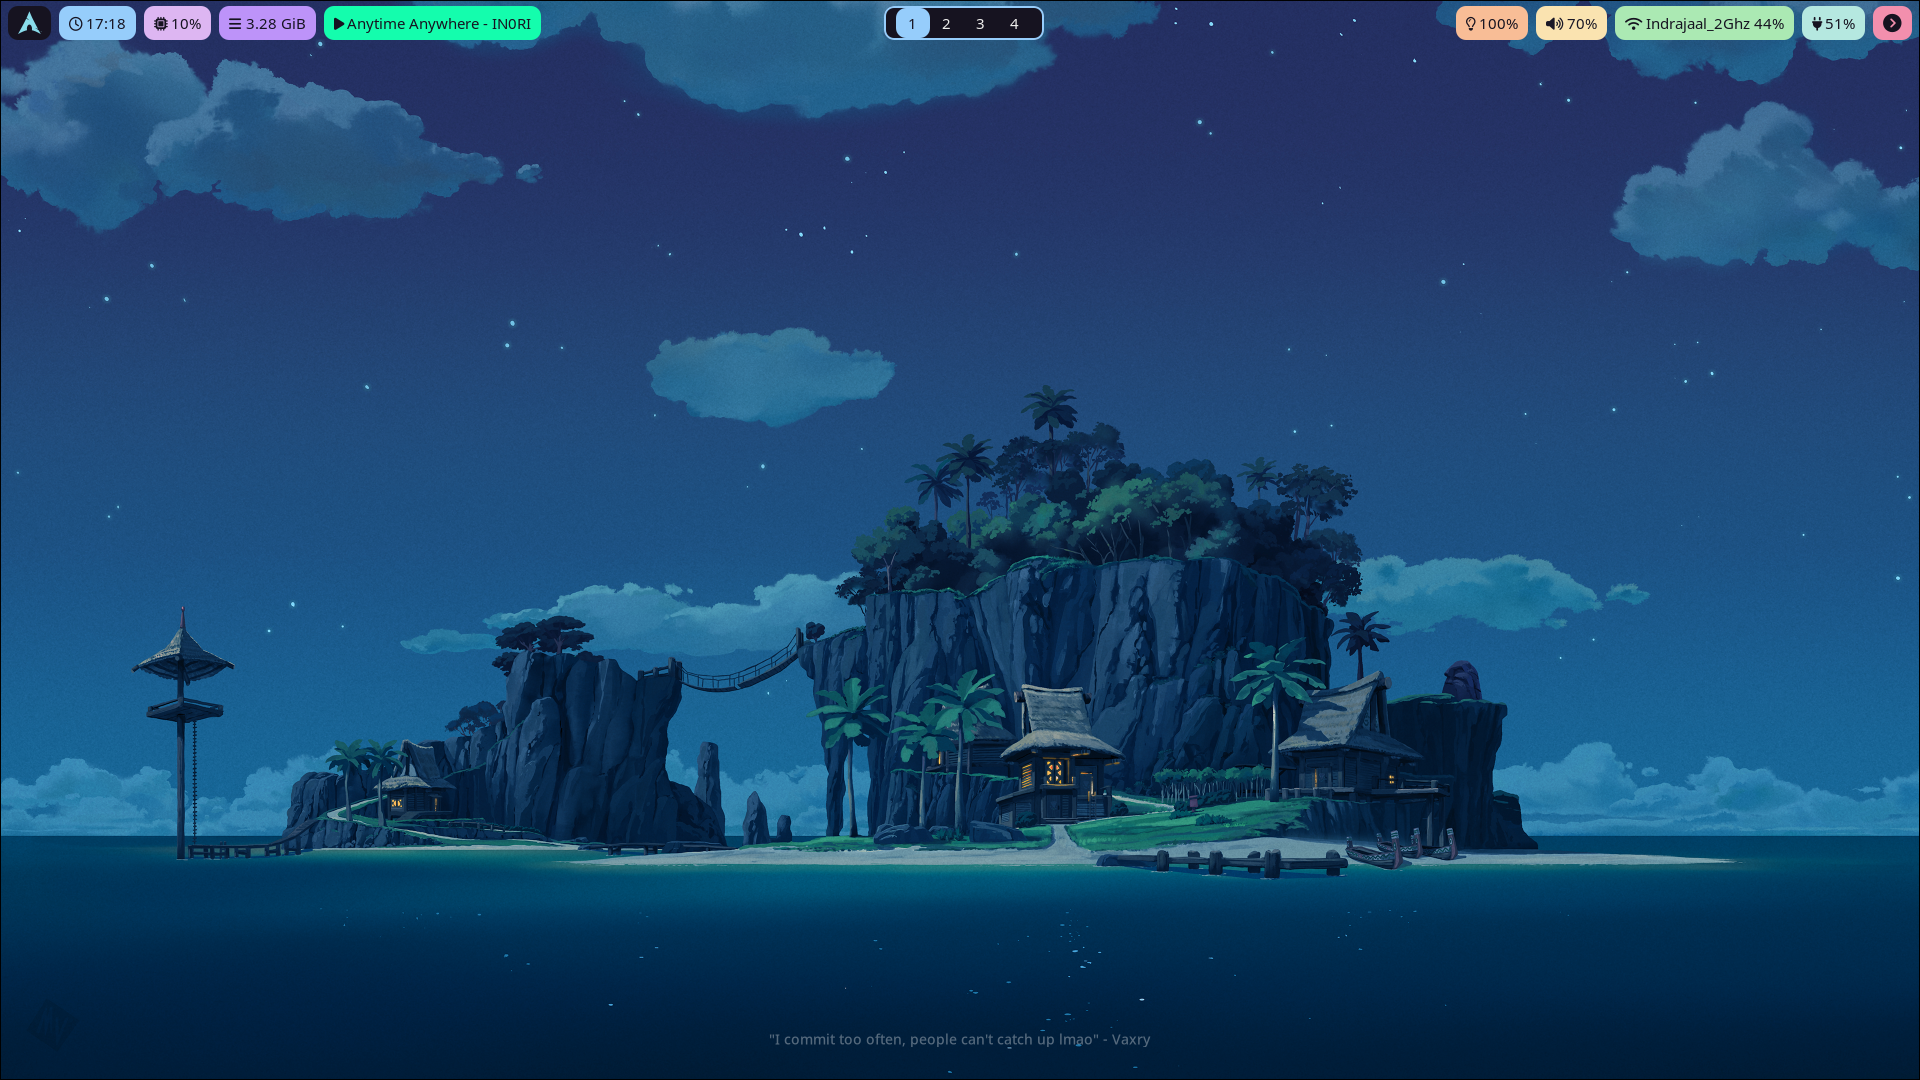 17:18
10%
3.28 GiB
Anytime Anywhere - IN0RI
1 2 3 4
100%
70%
Indrajaal_2Ghz 44%
51%
"I commit too often, people can't catch up lmao" - Vaxry